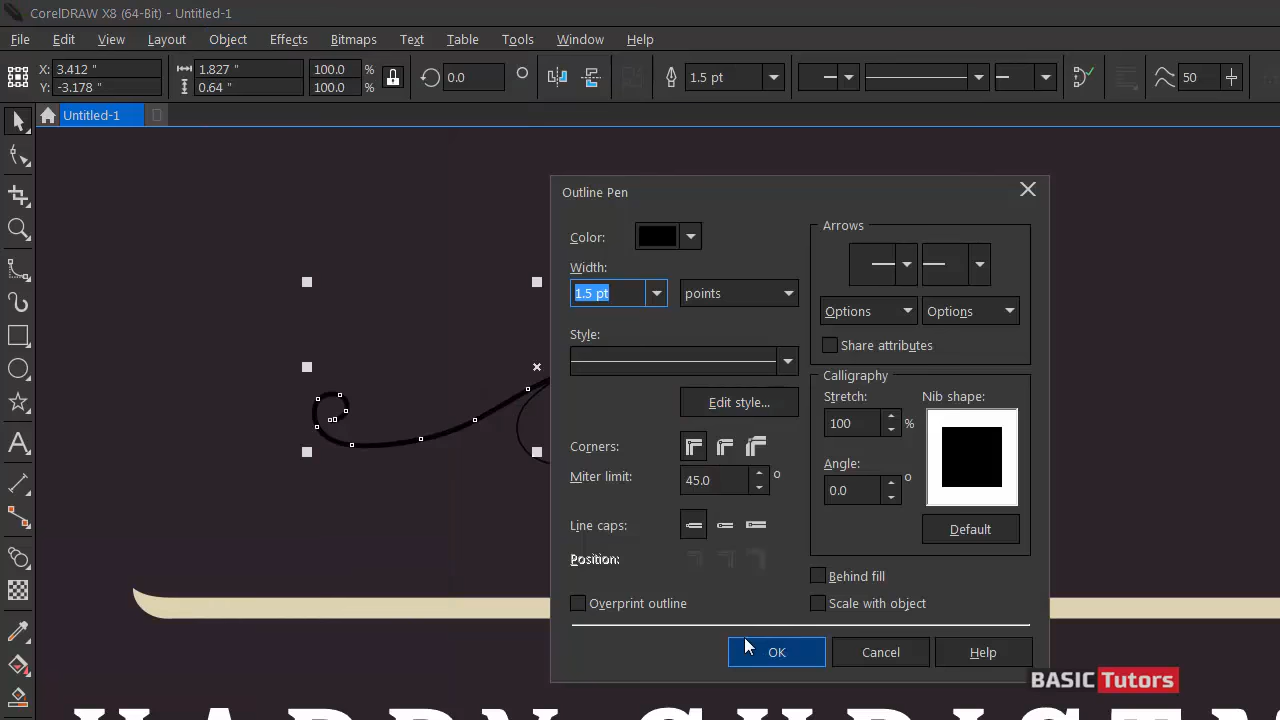 CorelDRAW X8 (64-Bit) - Untitled-1
File Edit View Layout Object Effects Bitmaps Text Table Tools Window Help
X: 3.412 " 1.827 " 100.0 % 0.0 1.5 pt 50
Y: -3.178 " 0.64 " 100.0 %
Untitled-1
Outline Pen
Color:
Width:
1.5 pt points
Style:
Edit style...
Corners:
Miter limit: 45.0 o
Line caps:
Position:
Overprint outline
Arrows
Options Options
Share attributes
Calligraphy
Stretch: Nib shape:
100 %
Angle:
0.0 o
Default
Behind fill
Scale with object
OK Cancel Help
BASIC Tutors
HAPPY CHRISTM